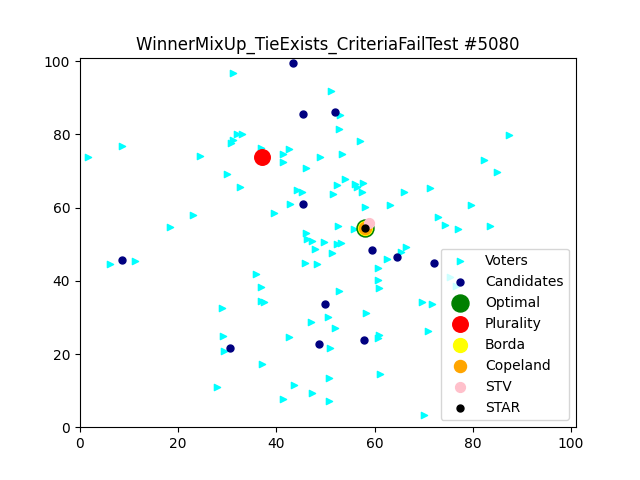 WinnerMixUp_TieExists_CriteriaFailTest #5080
100
80
60
40
20
0
0
20
40
60
80
100
Voters
Candidates
Optimal
Plurality
Borda
Copeland
STV
STAR